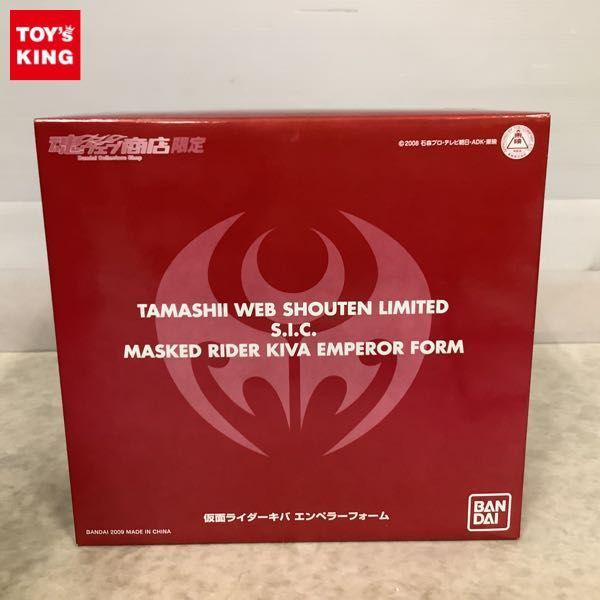 TOY's
KING
魂ウェブ商店限定
Bandai Collectors Shop
©2008 石森プロ・テレビ朝日・ADK・東映
TAMASHII WEB SHOUTEN LIMITED
S.I.C.
MASKED RIDER KIVA EMPEROR FORM
仮面ライダーキバ エンペラーフォーム
BANDAI 2009 MADE IN CHINA
BAN
DAI